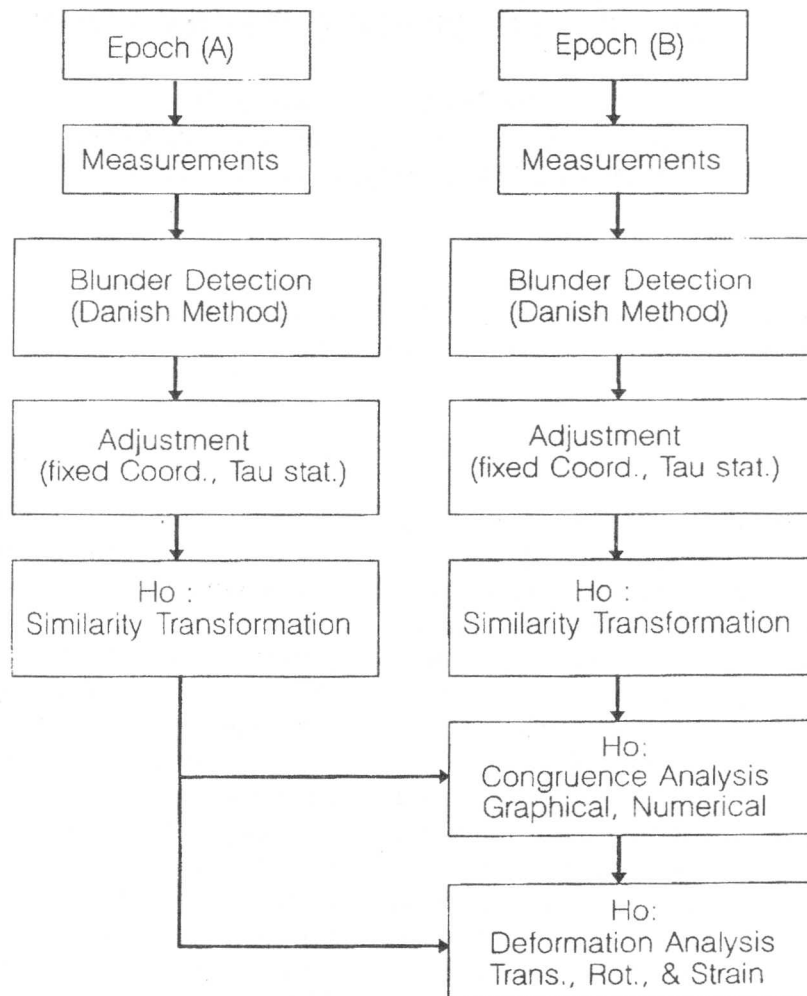 Epoch (A)
Measurements
Blunder Detection
(Danish Method)
Adjustment
(fixed Coord., Tau stat.)
Ho :
Similarity Transformation
Epoch (B)
Measurements
Blunder Detection
(Danish Method)
Adjustment
(fixed Coord., Tau stat.)
Ho :
Similarity Transformation
Ho:
Congruence Analysis
Graphical, Numerical
Ho:
Deformation Analysis
Trans., Rot., & Strain